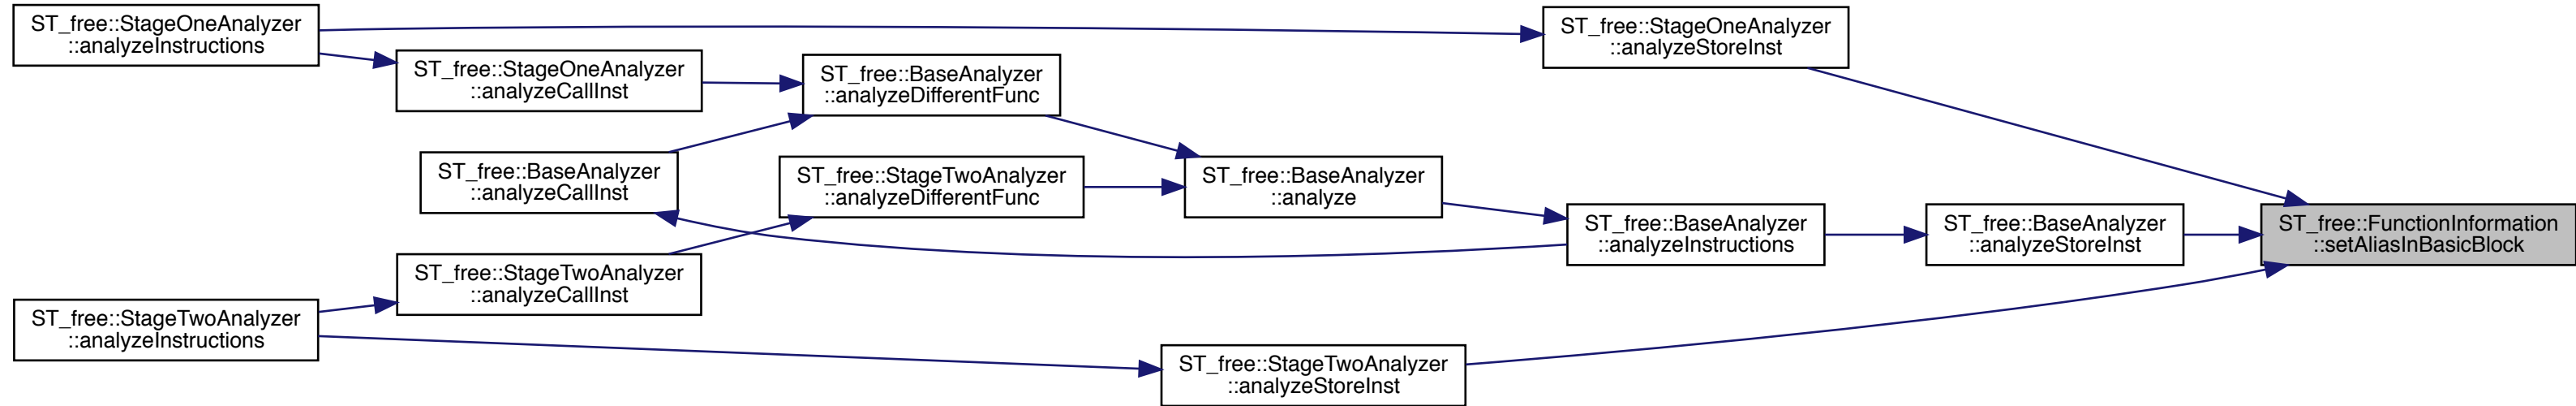 ST_free::StageOneAnalyzer
::analyzeInstructions
ST_free::StageOneAnalyzer
::analyzeCallInst
ST_free::BaseAnalyzer
::analyzeDifferentFunc
ST_free::StageOneAnalyzer
::analyzeStoreInst
ST_free::BaseAnalyzer
::analyzeCallInst
ST_free::StageTwoAnalyzer
::analyzeDifferentFunc
ST_free::BaseAnalyzer
::analyze
ST_free::BaseAnalyzer
::analyzeInstructions
ST_free::BaseAnalyzer
::analyzeStoreInst
ST_free::FunctionInformation
::setAliasInBasicBlock
ST_free::StageTwoAnalyzer
::analyzeCallInst
ST_free::StageTwoAnalyzer
::analyzeInstructions
ST_free::StageTwoAnalyzer
::analyzeStoreInst